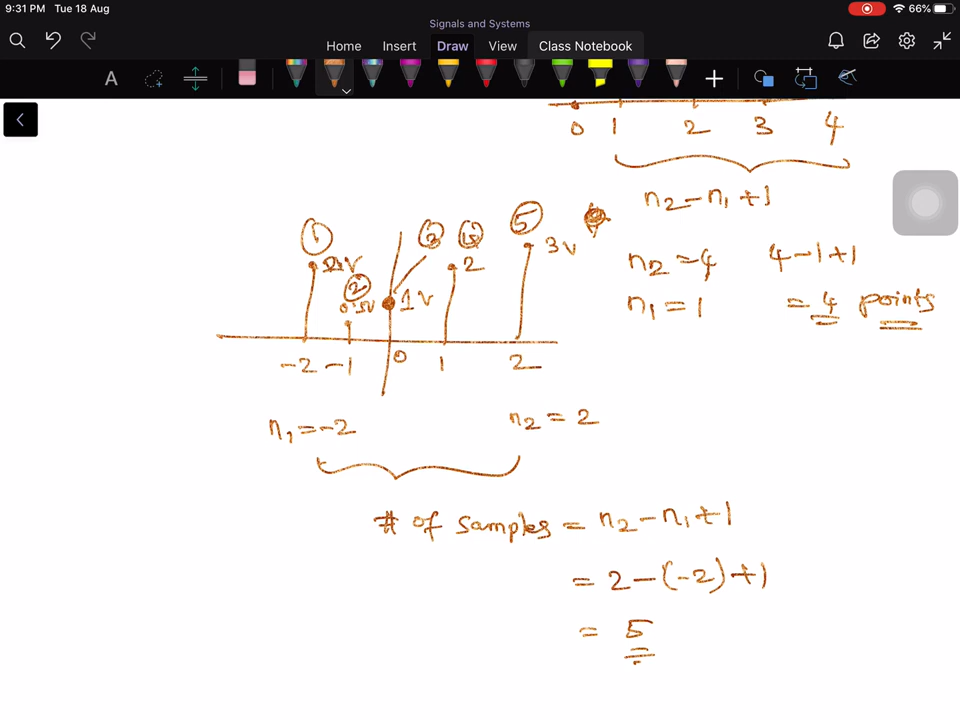 9:31 PM Tue 18 Aug
66%
Signals and Systems
Home Insert Draw View Class Notebook
A
0 1 2 3 4
n₂ - n₁ + 1
n₂ = 4 4 - 1 + 1
n₁ = 1 = 4 points
① ② ③ ④ ⑤
0.5V 1V 2 3V
-2 -1 0 1 2
n₁ = -2 n₂ = 2
# of samples = n₂ - n₁ + 1
= 2 - (-2) + 1
= 5